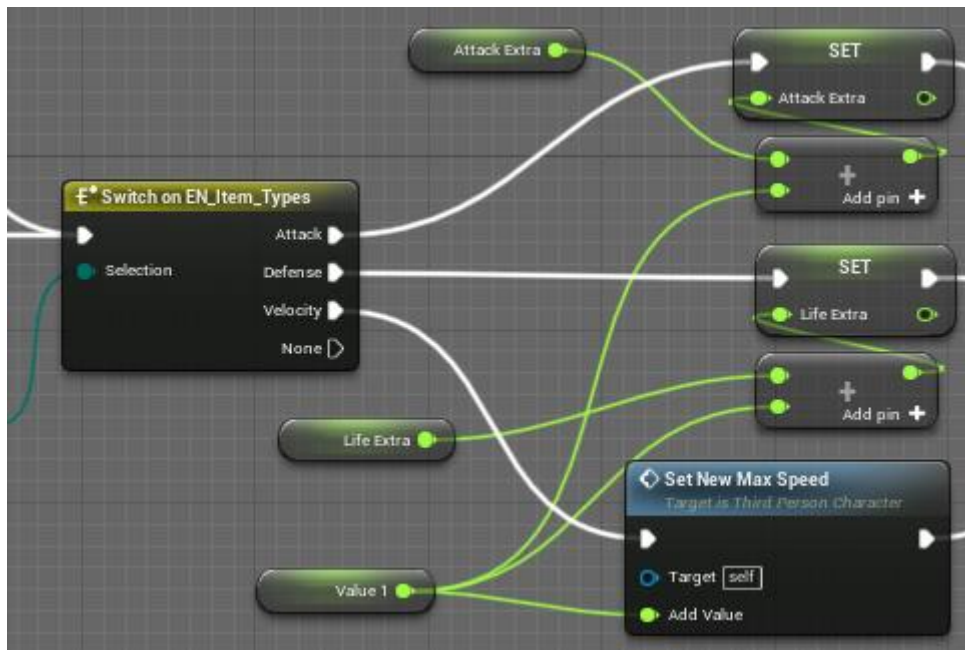 Attack Extra
SET
Attack Extra
+
Add pin +
Switch on EN_Item_Types
Attack
Selection
Defense
Velocity
None
SET
Life Extra
+
Add pin +
Life Extra
Set New Max Speed
Target is Third Person Character
Target self
Value 1
Add Value